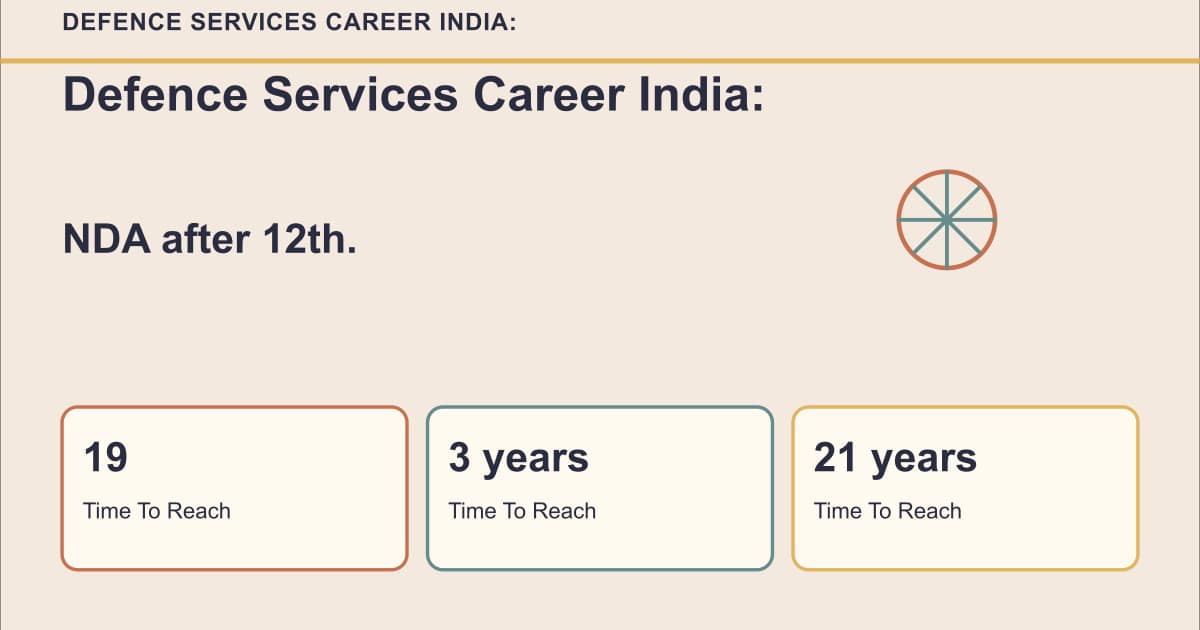 DEFENCE SERVICES CAREER INDIA:
Defence Services Career India:
NDA after 12th.
19
Time To Reach
3 years
Time To Reach
21 years
Time To Reach